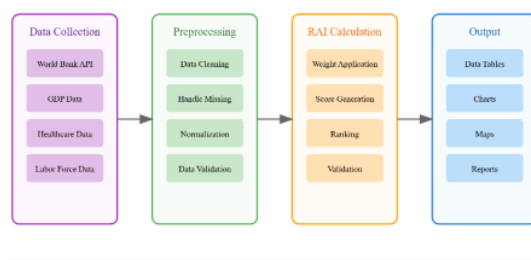 Data Collection
World Bank API
GDP Data
Healthcare Data
Labor Force Data
Preprocessing
Data Cleaning
Handle Missing
Normalization
Data Validation
RAI Calculation
Weight Application
Score Generation
Ranking
Validation
Output
Data Tables
Charts
Maps
Reports